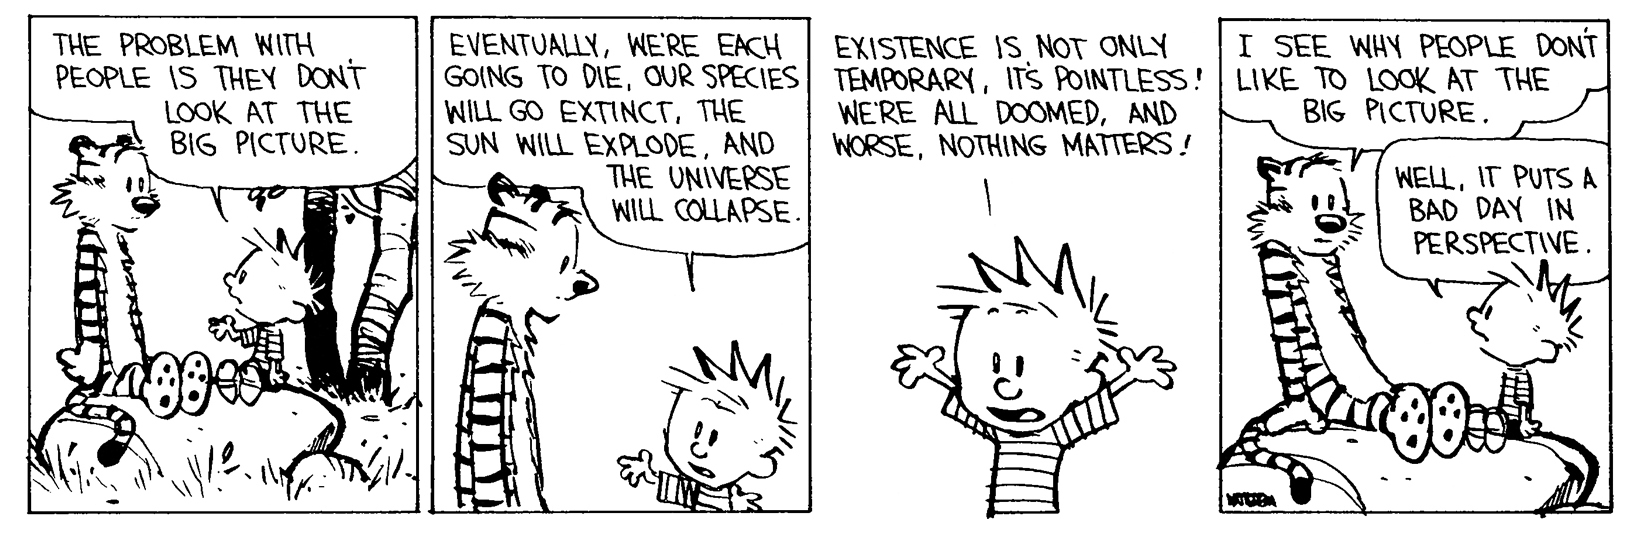 THE PROBLEM WITH
PEOPLE IS THEY DON'T
LOOK AT THE
BIG PICTURE.
EVENTUALLY, WE'RE EACH
GOING TO DIE, OUR SPECIES
WILL GO EXTINCT, THE
SUN WILL EXPLODE, AND
THE UNIVERSE
WILL COLLAPSE.
EXISTENCE IS NOT ONLY
TEMPORARY, IT'S POINTLESS!
WE'RE ALL DOOMED, AND
WORSE, NOTHING MATTERS!
I SEE WHY PEOPLE DON'T
LIKE TO LOOK AT THE
BIG PICTURE.
WELL, IT PUTS A
BAD DAY IN
PERSPECTIVE.